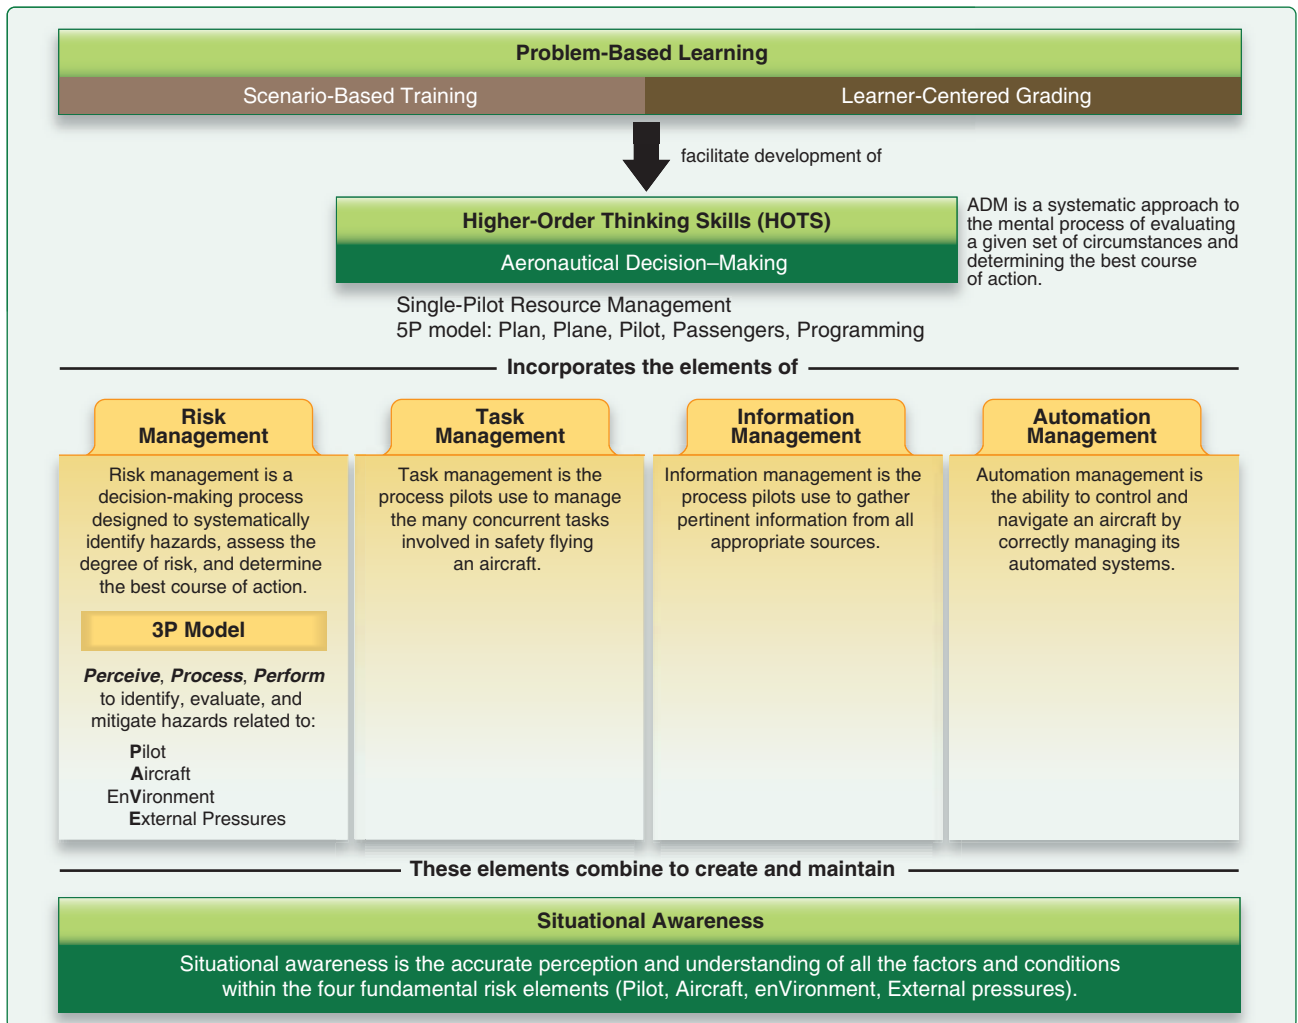 Problem-Based Learning
Scenario-Based Training
Learner-Centered Grading
facilitate development of
Higher-Order Thinking Skills (HOTS)
Aeronautical Decision–Making
ADM is a systematic approach to
the mental process of evaluating
a given set of circumstances and
determining the best course
of action.
Single-Pilot Resource Management
5P model: Plan, Plane, Pilot, Passengers, Programming
Incorporates the elements of
Risk
Management
Risk management is a
decision-making process
designed to systematically
identify hazards, assess the
degree of risk, and determine
the best course of action.
3P Model
Perceive, Process, Perform
to identify, evaluate, and
mitigate hazards related to:
Pilot
Aircraft
EnVironment
External Pressures
Task
Management
Task management is the
process pilots use to manage
the many concurrent tasks
involved in safety flying
an aircraft.
Information
Management
Information management is the
process pilots use to gather
pertinent information from all
appropriate sources.
Automation
Management
Automation management is
the ability to control and
navigate an aircraft by
correctly managing its
automated systems.
These elements combine to create and maintain
Situational Awareness
Situational awareness is the accurate perception and understanding of all the factors and conditions
within the four fundamental risk elements (Pilot, Aircraft, enVironment, External pressures).